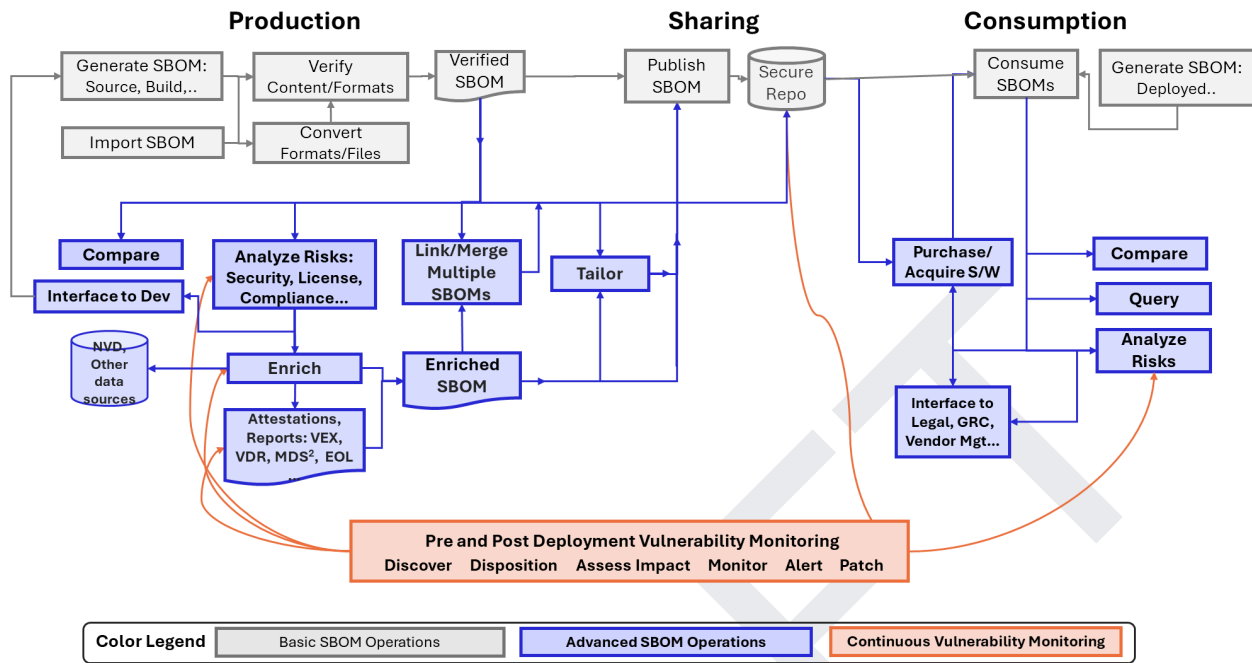 Production
Sharing
Consumption
Generate SBOM:
Source, Build,..
Import SBOM
Verify
Content/Formats
Convert
Formats/Files
Verified
SBOM
Publish
SBOM
Secure
Repo
Consume
SBOMs
Generate SBOM:
Deployed..
Compare
Interface to Dev
Analyze Risks:
Security, License,
Compliance...
Link/Merge
Multiple
SBOMs
Tailor
Purchase/
Acquire S/W
Compare
Query
Analyze
Risks
NVD,
Other
data
sources
Enrich
Enriched
SBOM
Attestations,
Reports: VEX,
VDR, MDS², EOL
...
Interface to
Legal, GRC,
Vendor Mgt...
Pre and Post Deployment Vulnerability Monitoring
Discover Disposition Assess Impact Monitor Alert Patch
Color Legend
Basic SBOM Operations
Advanced SBOM Operations
Continuous Vulnerability Monitoring